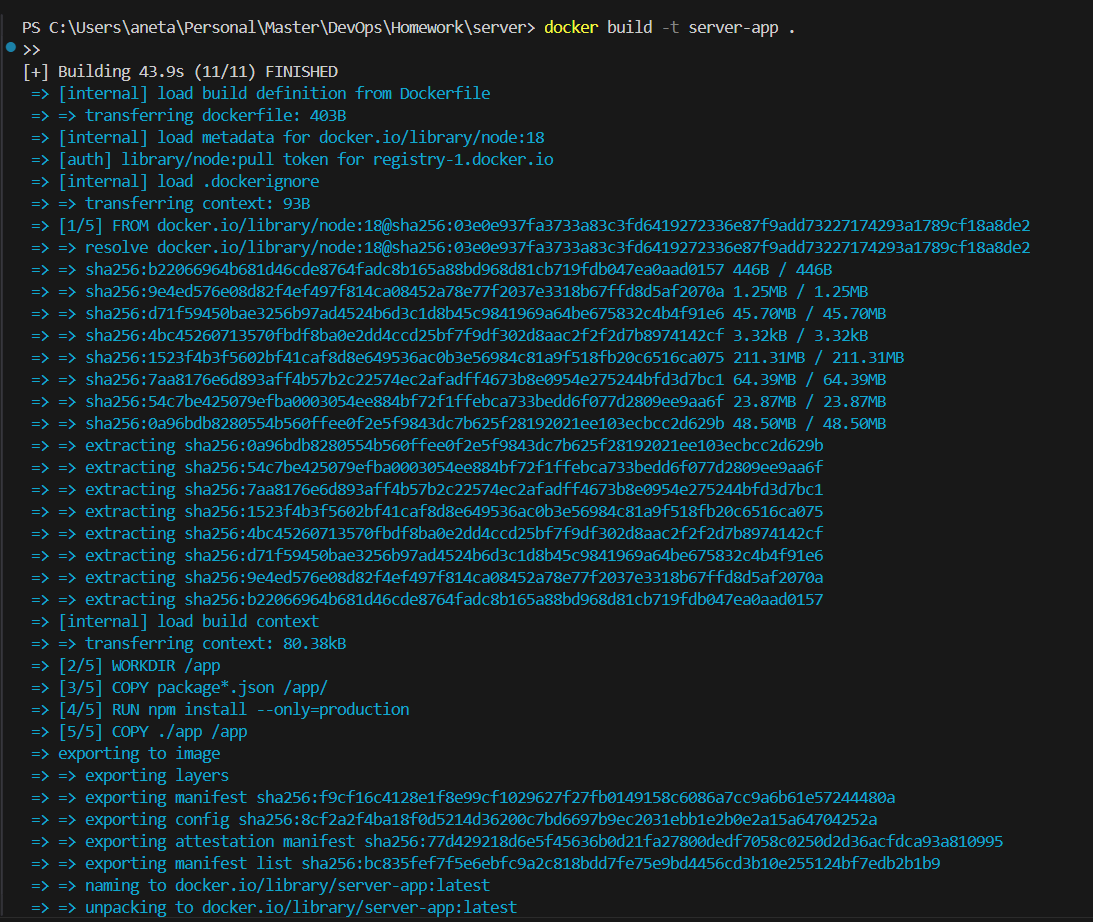 PS C:\Users\aneta\Personal\Master\DevOps\Homework\server> docker build -t server-app .
>>
[+] Building 43.9s (11/11) FINISHED
=> [internal] load build definition from Dockerfile
=> => transferring dockerfile: 403B
=> [internal] load metadata for docker.io/library/node:18
=> [auth] library/node:pull token for registry-1.docker.io
=> [internal] load .dockerignore
=> => transferring context: 93B
=> [1/5] FROM docker.io/library/node:18@sha256:03e0e937fa3733a83c3fd6419272336e87f9add73227174293a1789cf18a8de2
=> => resolve docker.io/library/node:18@sha256:03e0e937fa3733a83c3fd6419272336e87f9add73227174293a1789cf18a8de2
=> => sha256:b22066964b681d46cde8764fadc8b165a88bd968d81cb719fdb047ea0aad0157 446B / 446B
=> => sha256:9e4ed576e08d82f4ef497f814ca08452a78e77f2037e3318b67ffd8d5af2070a 1.25MB / 1.25MB
=> => sha256:d71f59450bae3256b97ad4524b6d3c1d8b45c9841969a64be675832c4b4f91e6 45.70MB / 45.70MB
=> => sha256:4bc45260713570fbdf8ba0e2dd4ccd25bf7f9df302d8aac2f2f2d7b8974142cf 3.32kB / 3.32kB
=> => sha256:1523f4b3f5602bf41caf8d8e649536ac0b3e56984c81a9f518fb20c6516ca075 211.31MB / 211.31MB
=> => sha256:7aa8176e6d893aff4b57b2c22574ec2afadff4673b8e0954e275244bfd3d7bc1 64.39MB / 64.39MB
=> => sha256:54c7be425079efba0003054ee884bf72f1ffebca733bedd6f077d2809ee9aa6f 23.87MB / 23.87MB
=> => sha256:0a96bdb8280554b560ffee0f2e5f9843dc7b625f28192021ee103ecbcc2d629b 48.50MB / 48.50MB
=> => extracting sha256:0a96bdb8280554b560ffee0f2e5f9843dc7b625f28192021ee103ecbcc2d629b
=> => extracting sha256:54c7be425079efba0003054ee884bf72f1ffebca733bedd6f077d2809ee9aa6f
=> => extracting sha256:7aa8176e6d893aff4b57b2c22574ec2afadff4673b8e0954e275244bfd3d7bc1
=> => extracting sha256:1523f4b3f5602bf41caf8d8e649536ac0b3e56984c81a9f518fb20c6516ca075
=> => extracting sha256:4bc45260713570fbdf8ba0e2dd4ccd25bf7f9df302d8aac2f2f2d7b8974142cf
=> => extracting sha256:d71f59450bae3256b97ad4524b6d3c1d8b45c9841969a64be675832c4b4f91e6
=> => extracting sha256:9e4ed576e08d82f4ef497f814ca08452a78e77f2037e3318b67ffd8d5af2070a
=> => extracting sha256:b22066964b681d46cde8764fadc8b165a88bd968d81cb719fdb047ea0aad0157
=> [internal] load build context
=> => transferring context: 80.38kB
=> [2/5] WORKDIR /app
=> [3/5] COPY package*.json /app/
=> [4/5] RUN npm install --only=production
=> [5/5] COPY ./app /app
=> exporting to image
=> => exporting layers
=> => exporting manifest sha256:f9cf16c4128e1f8e99cf1029627f27fb0149158c6086a7cc9a6b61e57244480a
=> => exporting config sha256:8cf2a2f4ba18f0d5214d36200c7bd6697b9ec2031ebb1e2b0e2a15a64704252a
=> => exporting attestation manifest sha256:77d429218d6e5f45636b0d21fa27800dedf7058c0250d2d36acfdca93a810995
=> => exporting manifest list sha256:bc835fef7f5e6ebfc9a2c818bdd7fe75e9bd4456cd3b10e255124bf7edb2b1b9
=> => naming to docker.io/library/server-app:latest
=> => unpacking to docker.io/library/server-app:latest